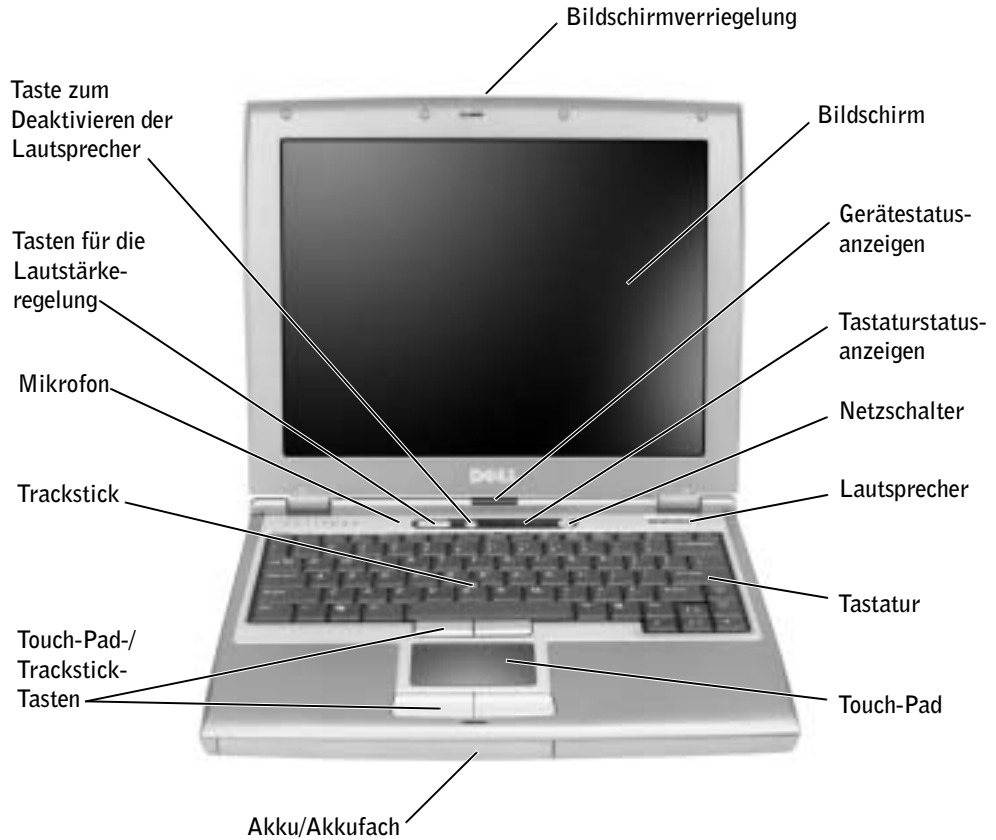 Bildschirmverriegelung
Taste zum
Deaktivieren der
Lautsprecher
Bildschirm
Gerätestatus-
anzeigen
Tasten für die
Lautstärke-
regelung
Tastaturstatus-
anzeigen
Mikrofon
Netzschalter
DELL
Trackstick
Lautsprecher
Tastatur
Touch-Pad-/
Trackstick-
Tasten
Touch-Pad
Akku/Akkufach